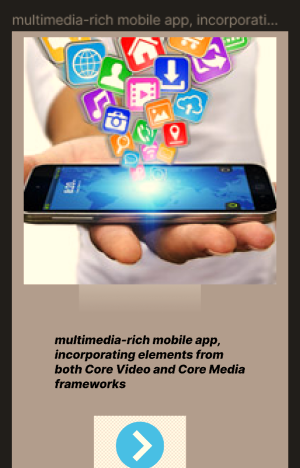 multimedia-rich mobile app, incorporati...
multimedia-rich mobile app,
incorporating elements from
both Core Video and Core Media
frameworks